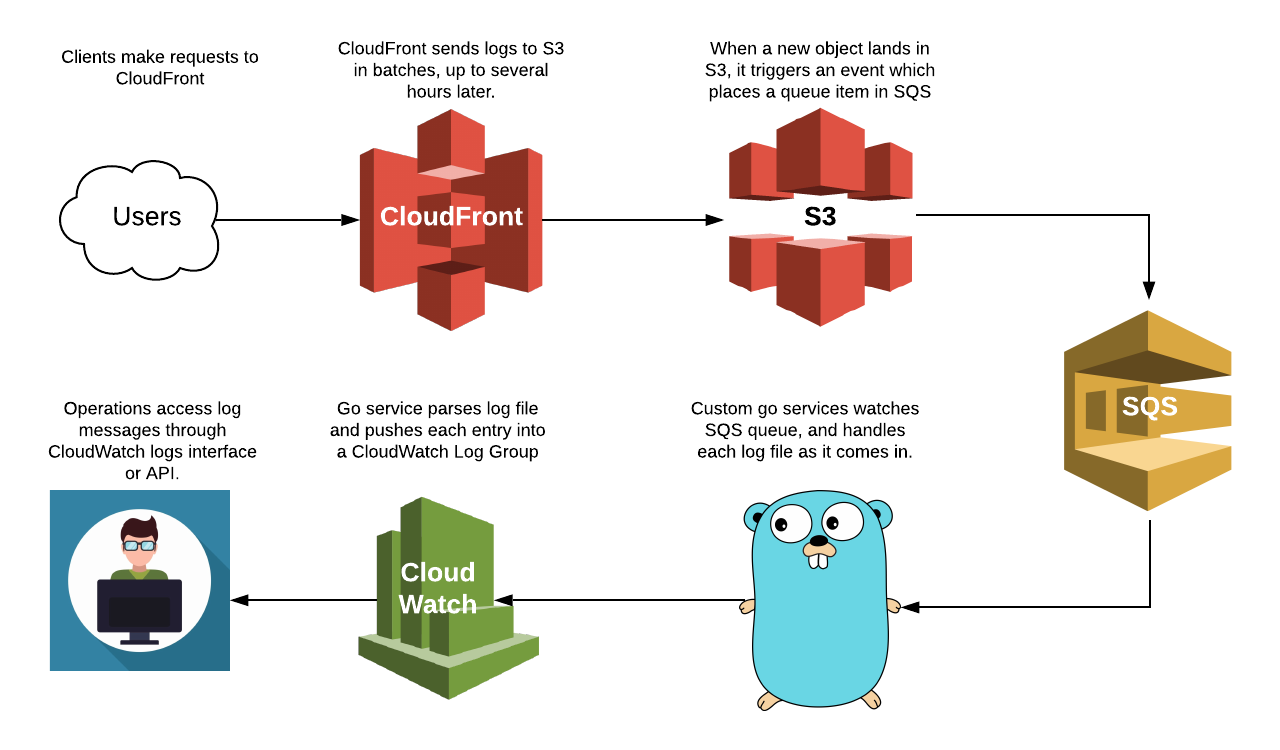 Clients make requests to
CloudFront
CloudFront sends logs to S3
in batches, up to several
hours later.
When a new object lands in
S3, it triggers an event which
places a queue item in SQS
Users
CloudFront
S3
SQS
Operations access log
messages through
CloudWatch logs interface
or API.
Go service parses log file
and pushes each entry into
a CloudWatch Log Group
Custom go services watches
SQS queue, and handles
each log file as it comes in.
Cloud
Watch